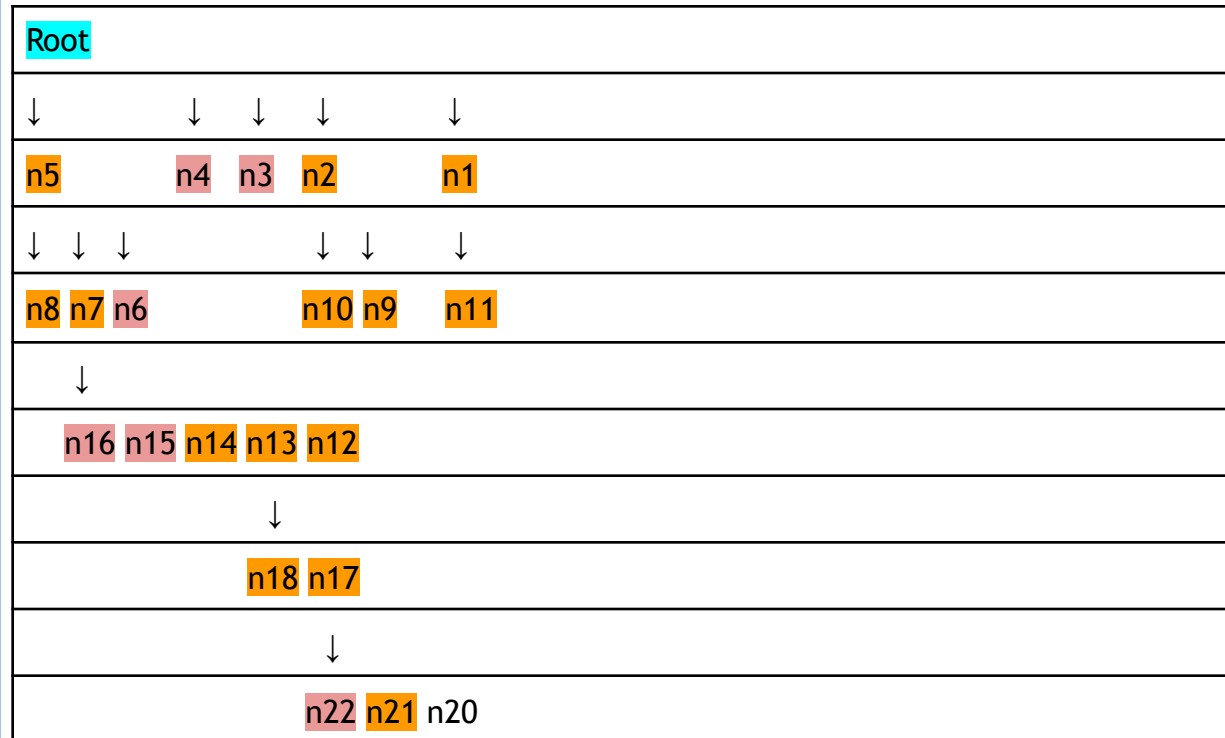 Root
↓ ↓ ↓ ↓ ↓
n5 n4 n3 n2 n1
↓ ↓ ↓ ↓ ↓ ↓
n8 n7 n6 n10 n9 n11
↓
n16 n15 n14 n13 n12
↓
n18 n17
↓
n22 n21 n20